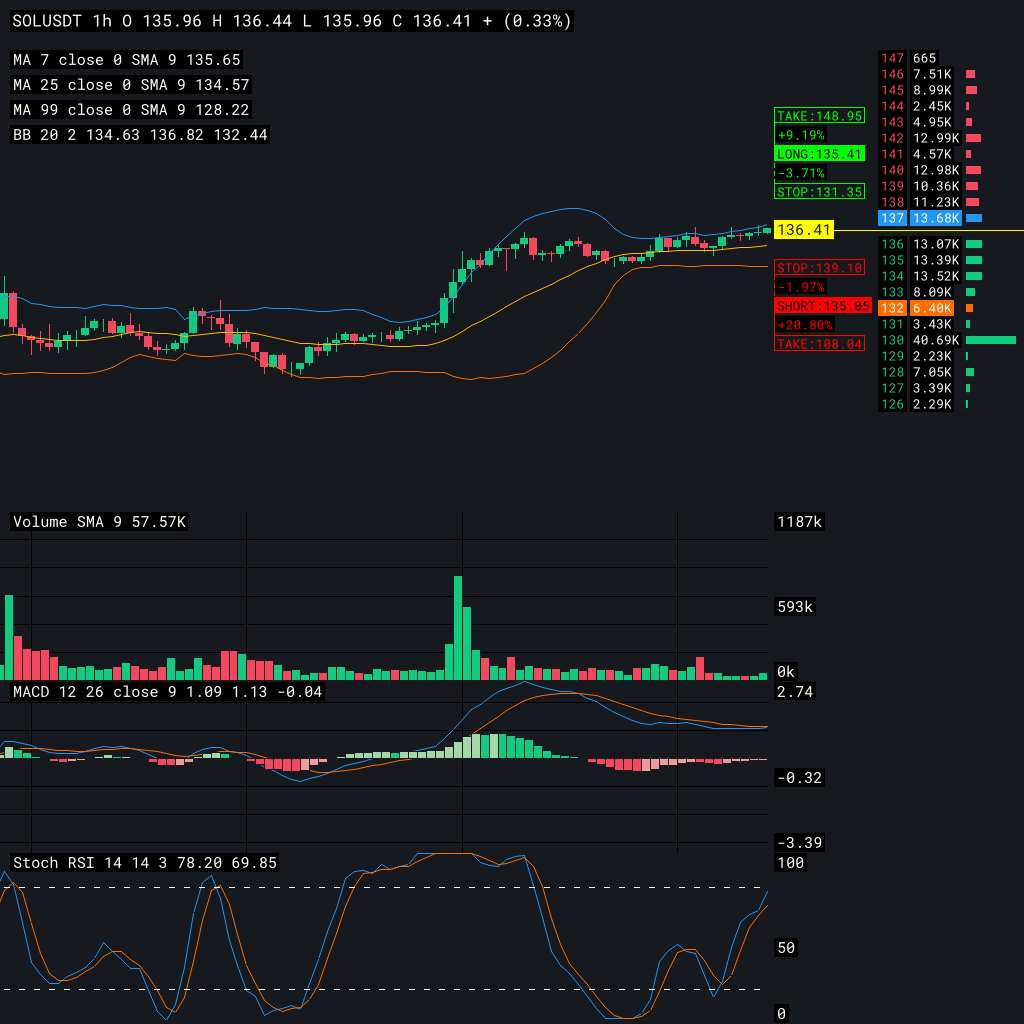 SOLUSDT 1h O 135.96 H 136.44 L 135.96 C 136.41 + (0.33%)
MA 7 close 0 SMA 9 135.65
MA 25 close 0 SMA 9 134.57
MA 99 close 0 SMA 9 128.22
BB 20 2 134.63 136.82 132.44
TAKE:148.95
+9.19%
LONG:135.41
-3.71%
STOP:131.35
136.41
STOP:139.10
-1.97%
SHORT:135.05
+20.80%
TAKE:108.04
147 665
146 7.51K
145 8.99K
144 2.45K
143 4.95K
142 12.99K
141 4.57K
140 12.98K
139 10.36K
138 11.23K
137 13.68K
136 13.07K
135 13.39K
134 13.52K
133 8.09K
132 6.40K
131 3.43K
130 40.69K
129 2.23K
128 7.05K
127 3.39K
126 2.29K
Volume SMA 9 57.57K
1187k
593k
0k
MACD 12 26 close 9 1.09 1.13 -0.04
2.74
-0.32
-3.39
Stoch RSI 14 14 3 78.20 69.85
100
50
0